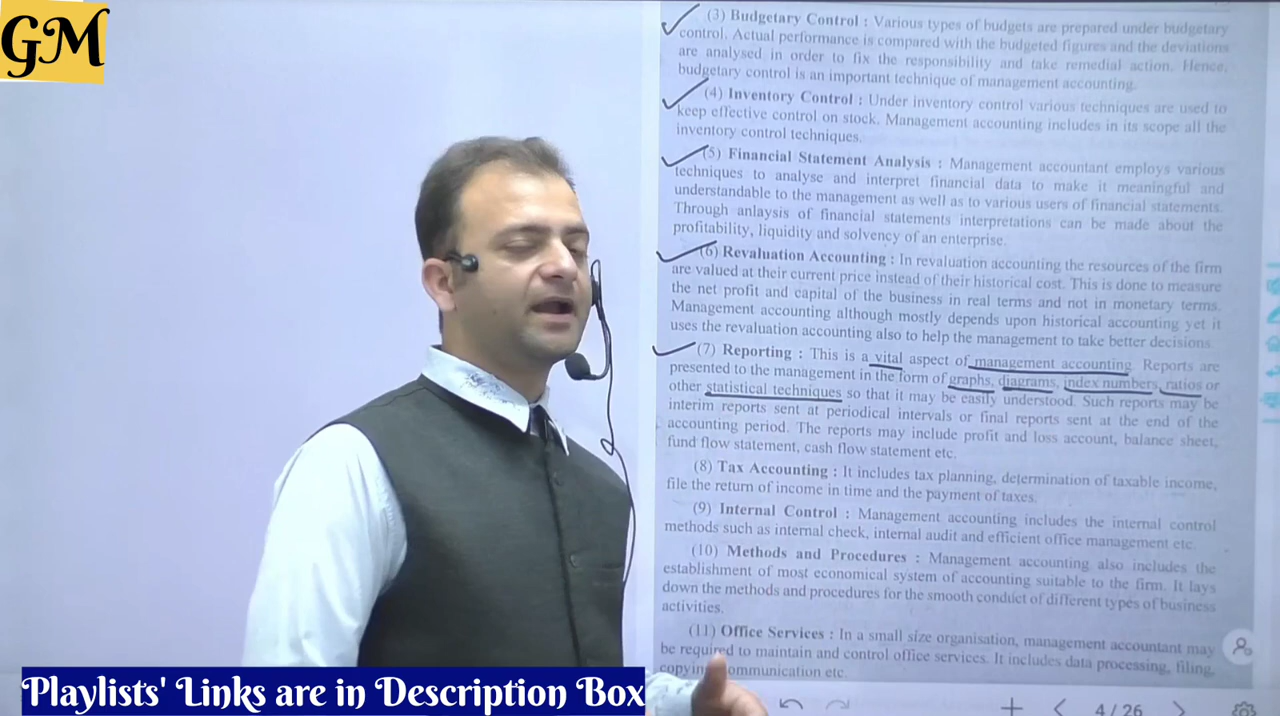 GM
(3) Budgetary Control : Various types of budgets are prepared under budgetary
control. Actual performance is compared with the budgeted figures and the deviations
are analysed in order to fix the responsibility and take remedial action. Hence,
budgetary control is an important technique of management accounting.
(4) Inventory Control : Under inventory control various techniques are used to
keep effective control on stock. Management accounting includes in its scope all the
inventory control techniques.
(5) Financial Statement Analysis : Management accountant employs various
techniques to analyse and interpret financial data to make it meaningful and
understandable to the management as well as to various users of financial statements.
Through anlaysis of financial statements interpretations can be made about the
profitability, liquidity and solvency of an enterprise.
(6) Revaluation Accounting : In revaluation accounting the resources of the firm
are valued at their current price instead of their historical cost. This is done to measure
the net profit and capital of the business in real terms and not in monetary terms.
Management accounting although mostly depends upon historical accounting yet it
uses the revaluation accounting also to help the management to take better decisions.
(7) Reporting : This is a vital aspect of management accounting. Reports are
presented to the management in the form of graphs, diagrams, index numbers, ratios or
other statistical techniques so that it may be easily understood. Such reports may be
interim reports sent at periodical intervals or final reports sent at the end of the
accounting period. The reports may include profit and loss account, balance sheet,
fund flow statement, cash flow statement etc.
(8) Tax Accounting : It includes tax planning, determination of taxable income,
file the return of income in time and the payment of taxes.
(9) Internal Control : Management accounting includes the internal control
methods such as internal check, internal audit and efficient office management etc.
(10) Methods and Procedures : Management accounting also includes the
establishment of most economical system of accounting suitable to the firm. It lays
down the methods and procedures for the smooth conduct of different types of business
activities.
(11) Office Services : In a small size organisation, management accountant may
be required to maintain and control office services. It includes data processing, filing,
copying communication etc.
4 / 26
Playlists' Links are in Description Box